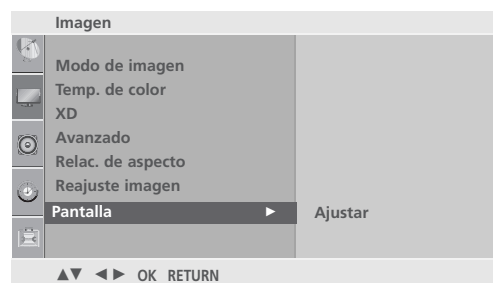 Imagen
Modo de imagen
Temp. de color
XD
Avanzado
Relac. de aspecto
Reajuste imagen
Pantalla ► Ajustar
▲▼ ◄► OK RETURN